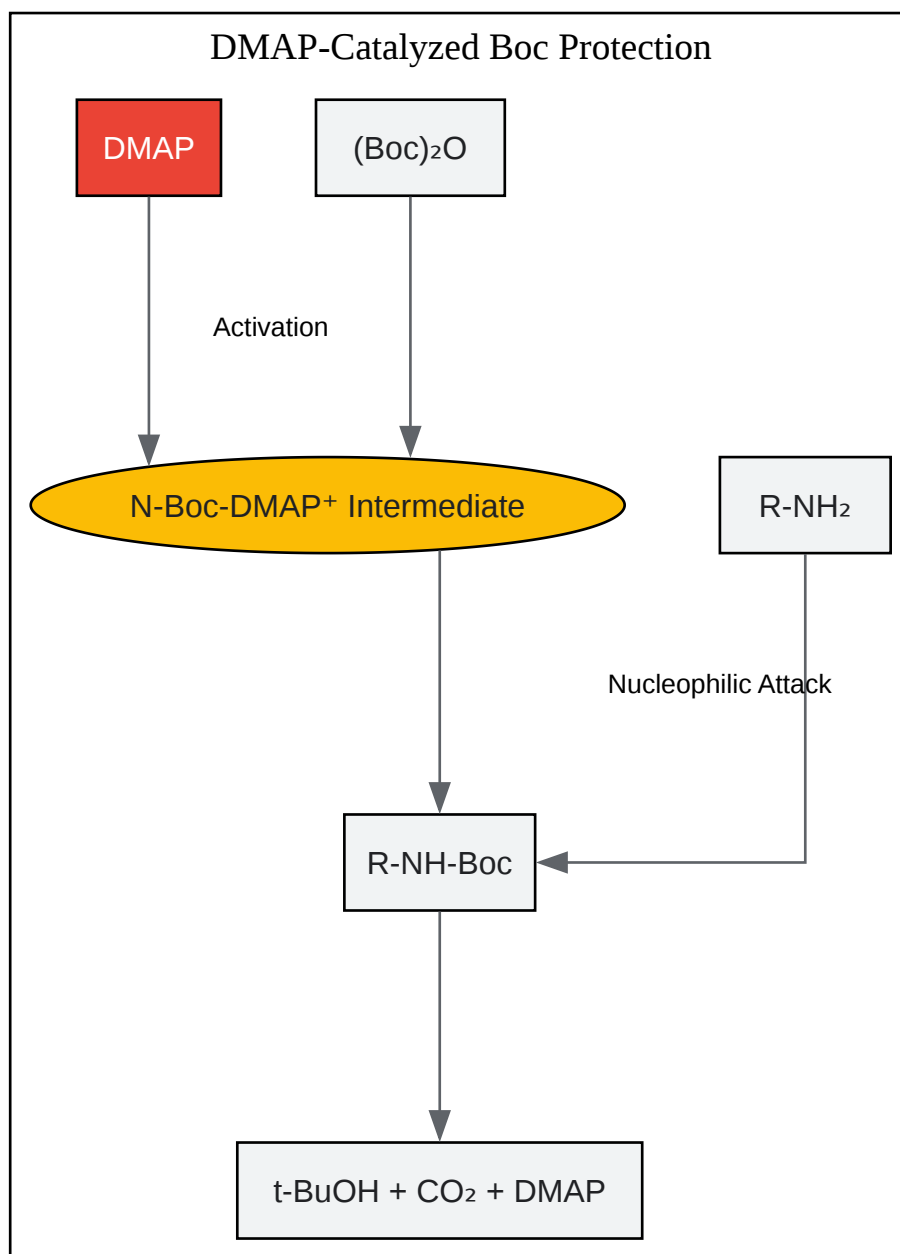 DMAP-Catalyzed Boc Protection
DMAP
(Boc)₂O
Activation
N-Boc-DMAP⁺ Intermediate
R-NH₂
Nucleophilic Attack
R-NH-Boc
t-BuOH + CO₂ + DMAP